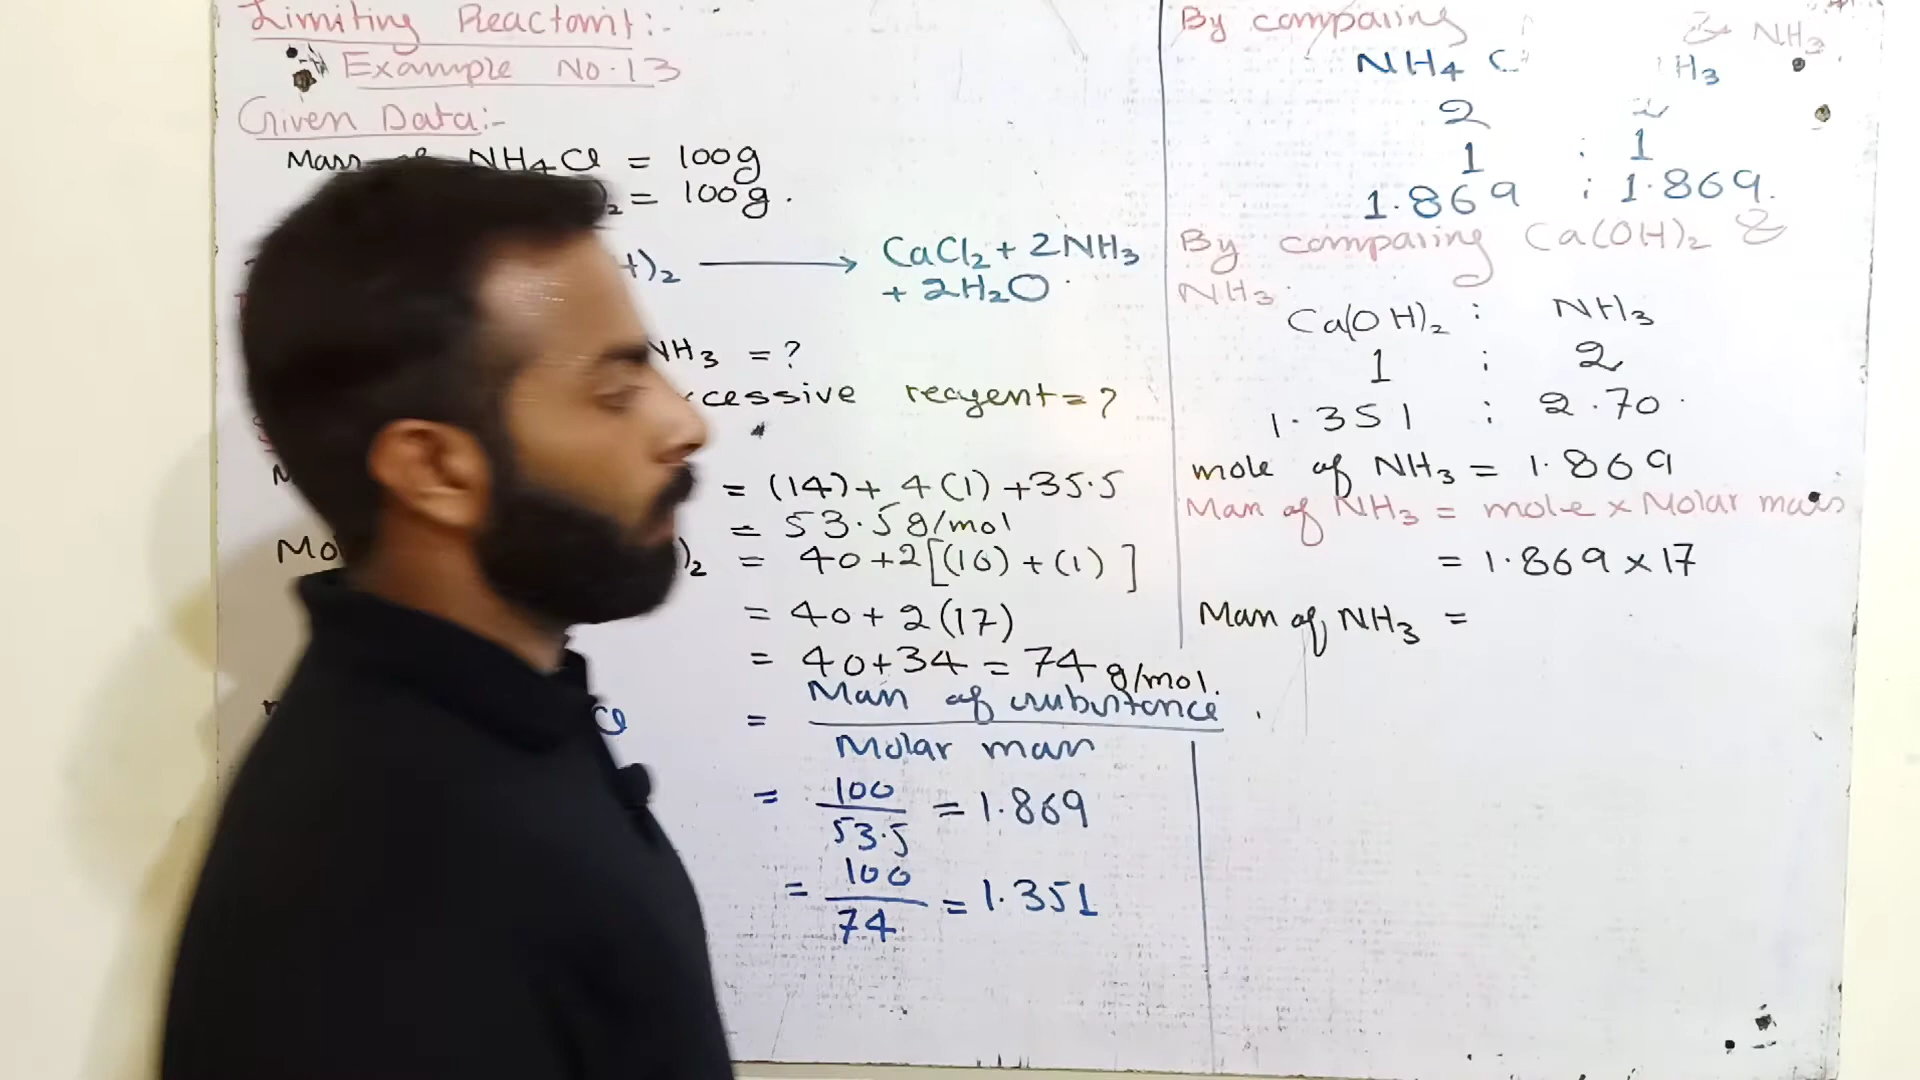 Limiting Reactant:-
Example No.13
Given Data:-
Mass of NH4Cl = 100g
)2 = 100g.
)2 ⟶ CaCl2 + 2NH3
+ 2H2O
NH3 = ?
cessive reagent = ?
= (14)+ 4(1) +35.5
= 53.5 g/mol
)2 = 40+2[(16)+(1)]
= 40+2(17)
= 40+34 = 74 g/mol.
Cl = Mass of substance
Molar mass
= 100/53.5 = 1.869
= 100/74 = 1.351
By comparing & NH3
NH4 C H3
2 2
1 : 1
1.869 : 1.869.
By comparing Ca(OH)2 &
NH3.
Ca(OH)2 : NH3
1 : 2
1.351 : 2.70
mole of NH3 = 1.869
Mass of NH3 = mole x Molar mass
= 1.869 x 17
Mass of NH3 =